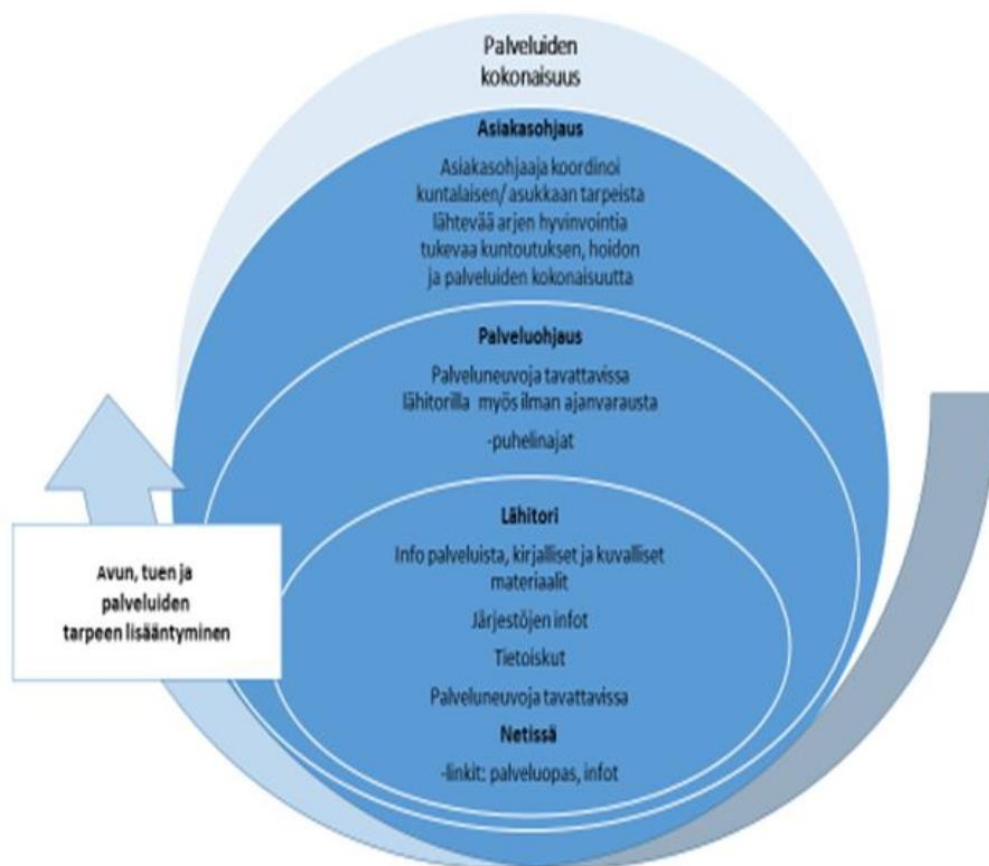 Palveluiden
kokonaisuus
Asiakasohjaus
Asiakasohjaaja koordinoi
kuntalaisen/ asukkaan tarpeista
lähtevää arjen hyvinvointia
tukevaa kuntoutuksen, hoidon
ja palveluiden kokonaisuutta
Palveluohjaus
Palveluneuvoja tavattavissa
lähitorilla myös ilman ajanvarausta
-puhelinajat
Lähitori
Info palveluista, kirjalliset ja kuvalliset
materiaalit
Järjestöjen infot
Tietoiskut
Palveluneuvoja tavattavissa
Netissä
-linkit: palveluopas, infot
Avun, tuen ja
palveluiden
tarpeen lisääntyminen